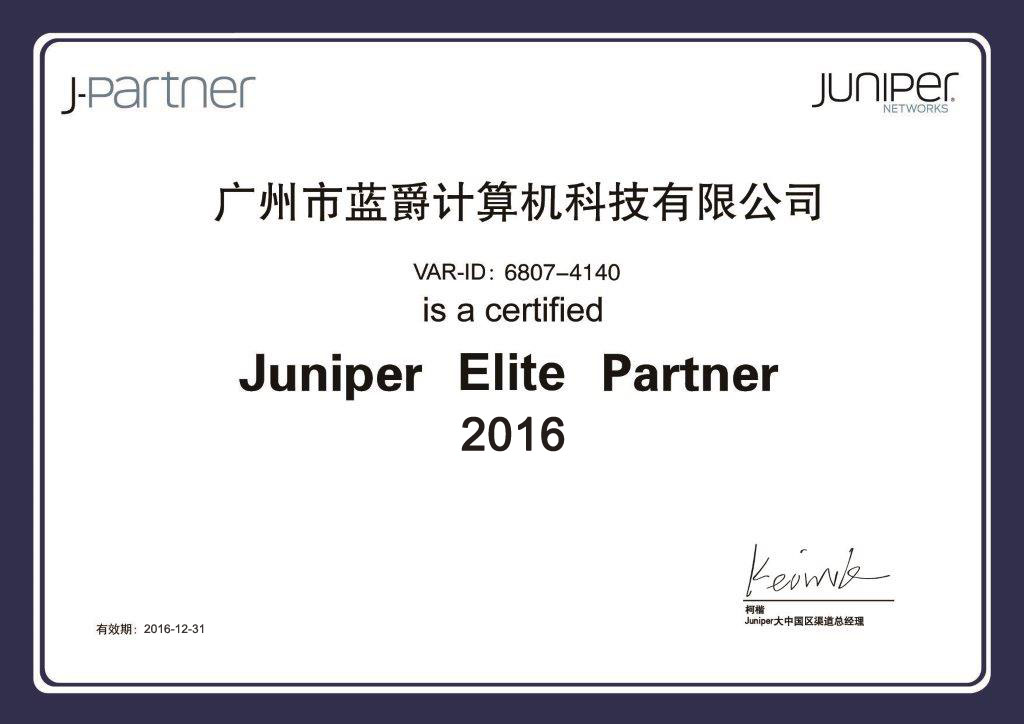 J-Partner
JUNIPER
NETWORKS
广州市蓝爵计算机科技有限公司
VAR-ID：6807-4140
is a certified
Juniper Elite Partner
2016
柯楷
Juniper大中国区渠道总经理
有效期：2016-12-31